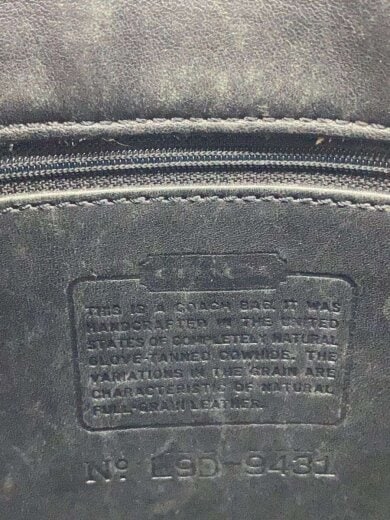 COACH
THIS IS A COACH BAG. IT WAS
HANDCRAFTED IN THE UNITED
STATES OF COMPLETELY NATURAL
GLOVE-TANNED COWHIDE. THE
VARIATIONS IN THE GRAIN ARE
CHARACTERISTIC OF NATURAL
FULL-GRAIN LEATHER.
Nº L9D-9431